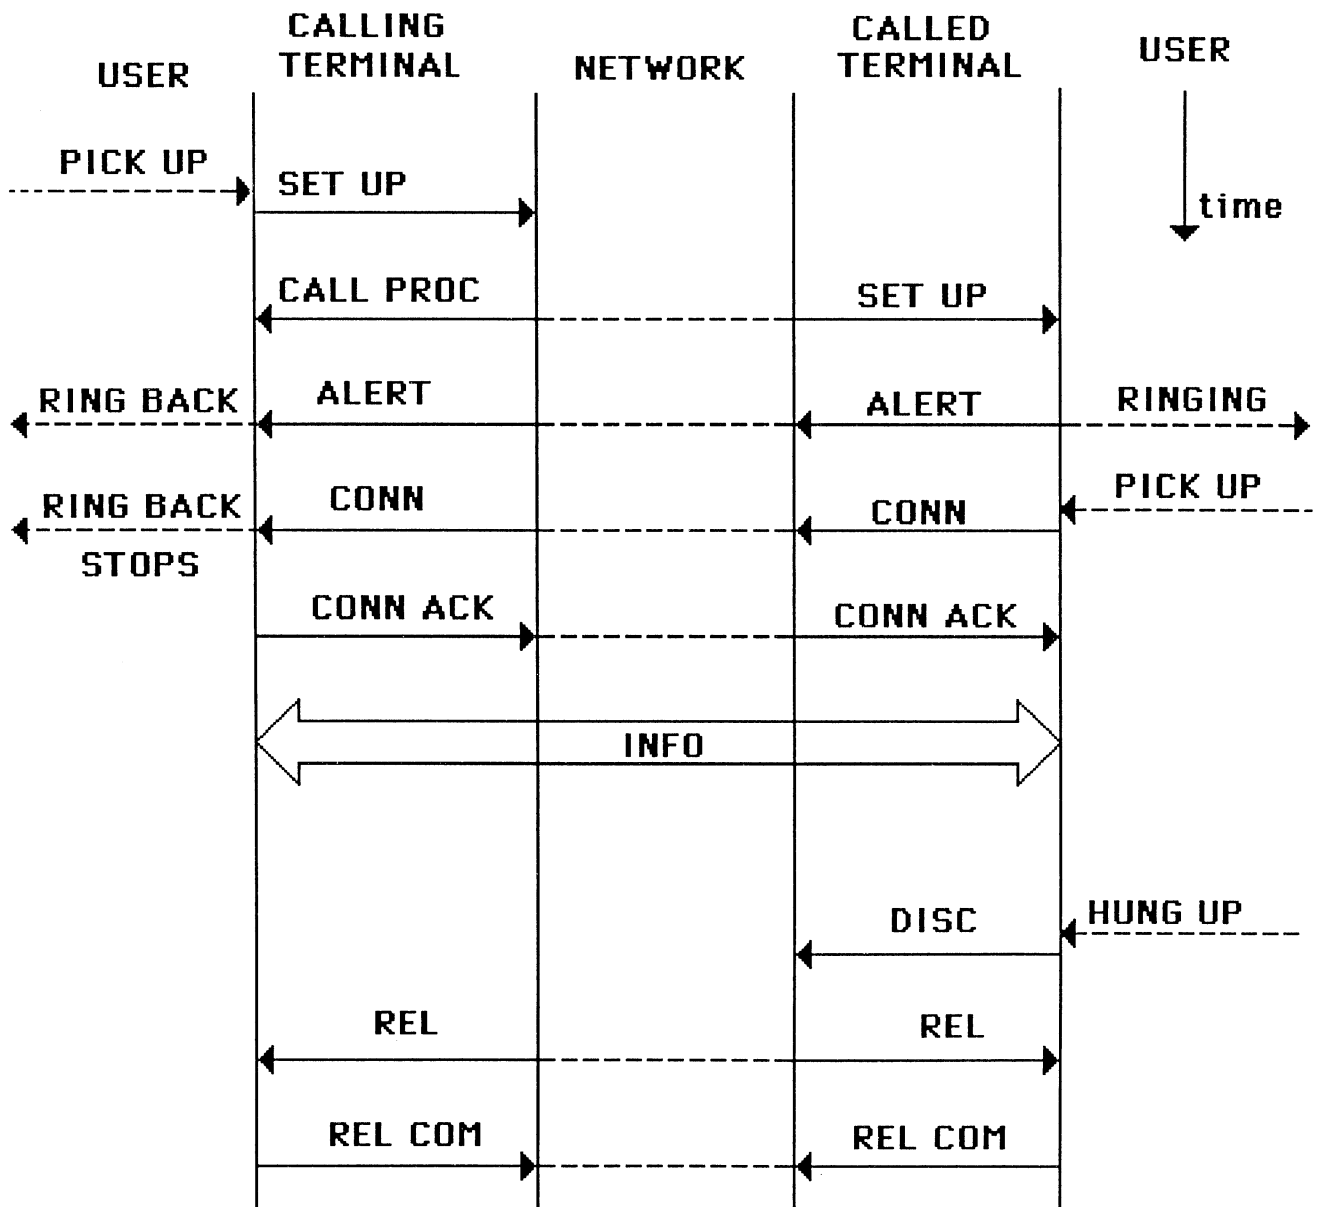 USER
CALLING
TERMINAL
NETWORK
CALLED
TERMINAL
USER
PICK UP
SET UP
time
CALL PROC
SET UP
RING BACK
ALERT
ALERT
RINGING
RING BACK
STOPS
CONN
CONN
PICK UP
CONN ACK
CONN ACK
INFO
DISC
HUNG UP
REL
REL
REL COM
REL COM